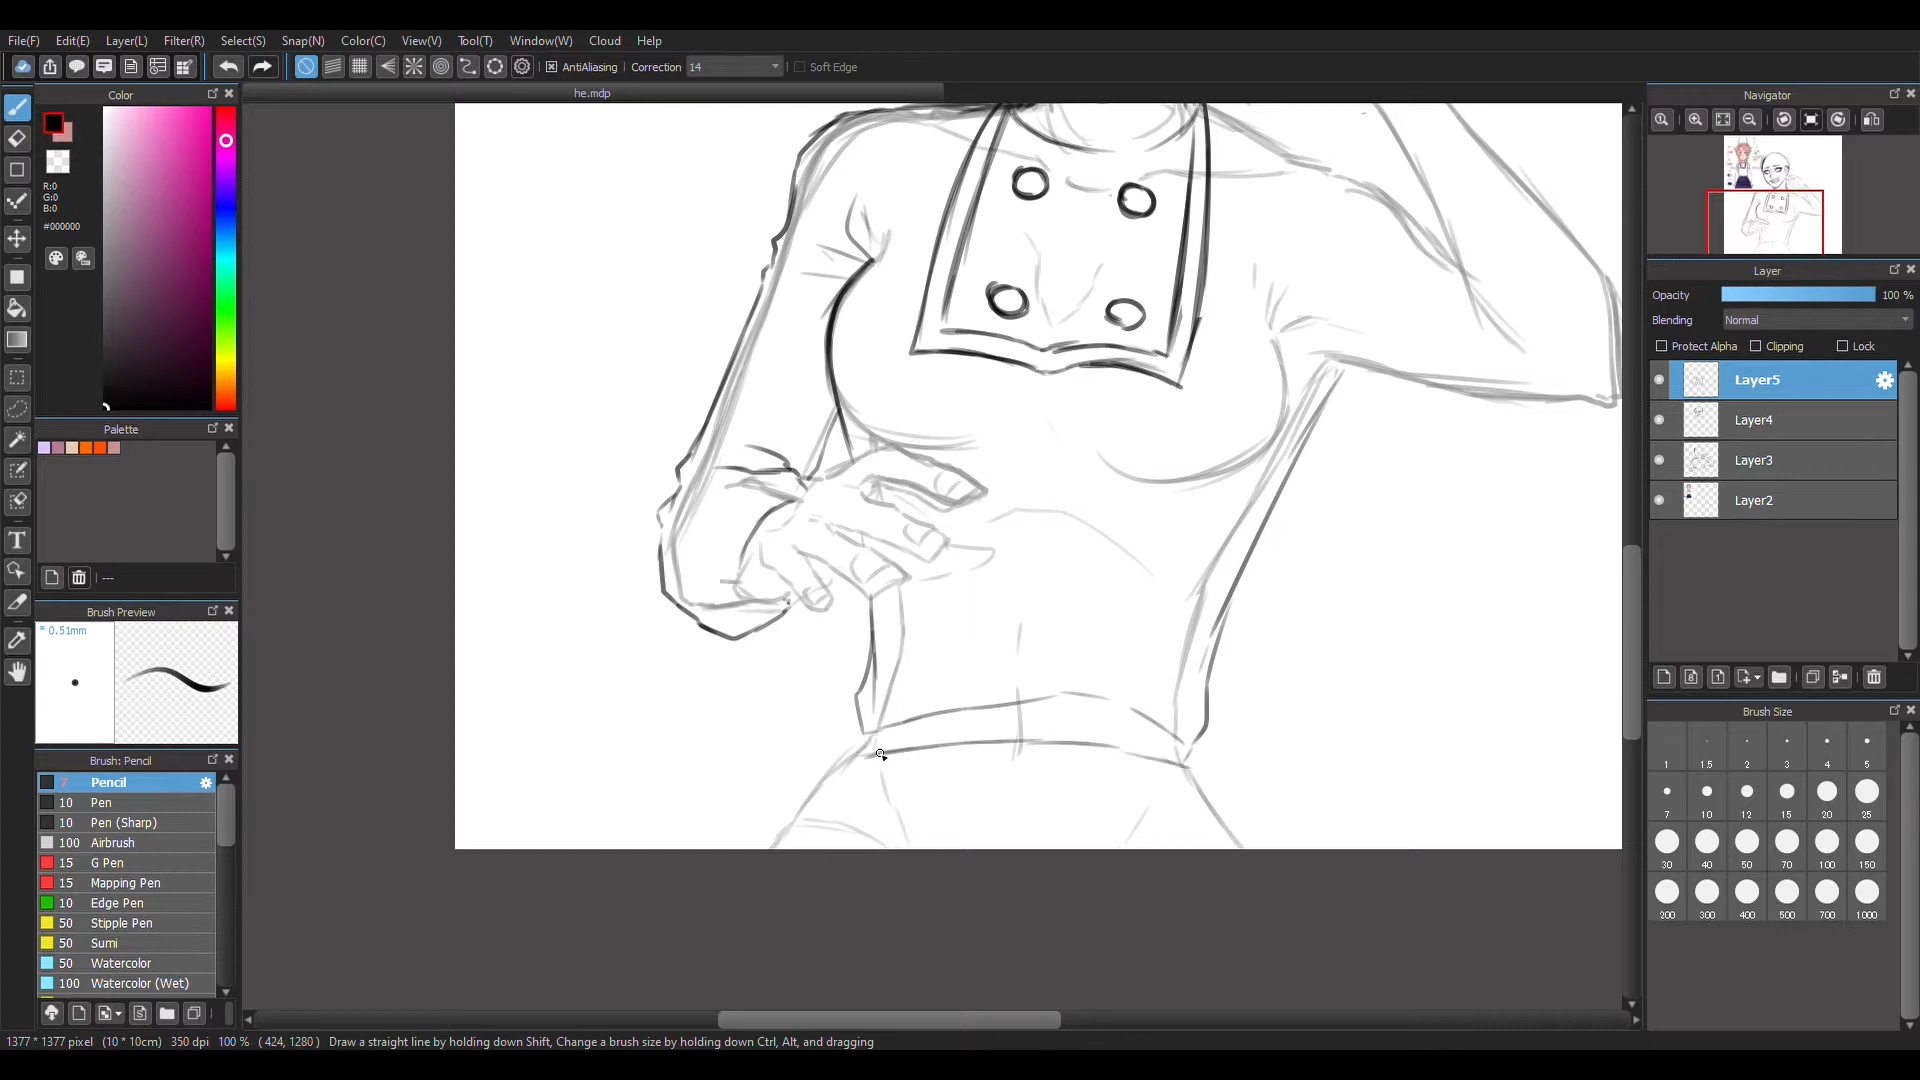 File(F) Edit(E) Layer(L) Filter(R) Select(S) Snap(N) Color(C) View(V) Tool(T) Window(W) Cloud Help
AntiAliasing Correction 14 Soft Edge
Color
he.mdp
Navigator
R:0
G:0
B:0
#000000
Layer
Opacity 100 %
Blending Normal
Protect Alpha Clipping Lock
Layer5
Layer4
Layer3
Layer2
Palette
---
Brush Preview
* 0.51mm
Brush Size
1 1.5 2 3 4 5
7 10 12 15 20 25
30 40 50 70 100 150
200 300 400 500 700 1000
Brush: Pencil
7 Pencil
10 Pen
10 Pen (Sharp)
100 Airbrush
15 G Pen
15 Mapping Pen
10 Edge Pen
50 Stipple Pen
50 Sumi
50 Watercolor
100 Watercolor (Wet)
1377 * 1377 pixel (10 * 10cm) 350 dpi 100 % ( 424, 1280 ) Draw a straight line by holding down Shift, Change a brush size by holding down Ctrl, Alt, and dragging